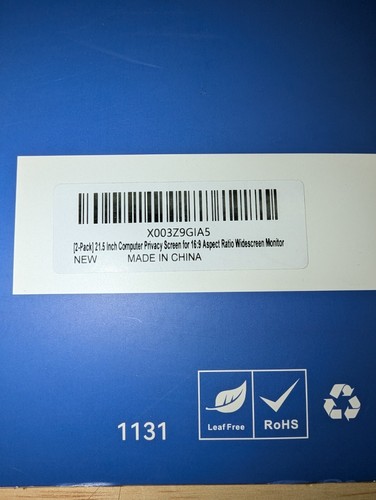 X003Z9GIA5
[2-Pack] 21.5 Inch Computer Privacy Screen for 16:9 Aspect Ratio Widescreen Monitor
NEW MADE IN CHINA
1131
Leaf Free
RoHS